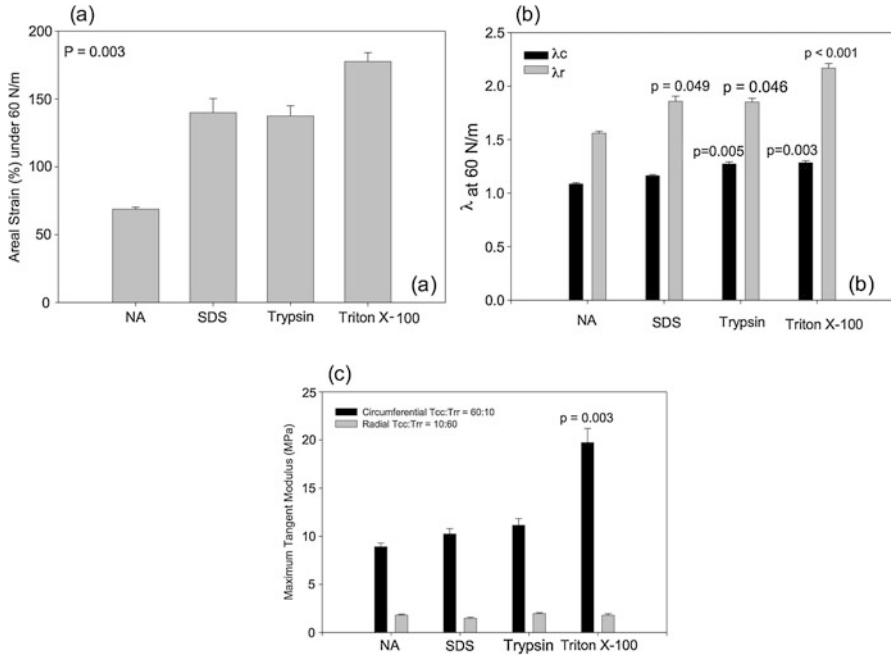 (a)
200
P = 0.003
150
100
50
0
Areal Strain (%) under 60 N/m
NA
SDS
Trypsin
Triton X-100
(a)
(b)
2.5
λc
λr
p < 0.001
p = 0.049
p = 0.046
2.0
1.5
p=0.005
p=0.003
1.0
0.5
0.0
λ at 60 N/m
NA
SDS
Trypsin
Triton X-100
(b)
(c)
25
Circumferential Tcc:Trr = 60:10
Radial Tcc:Trr = 10:60
p = 0.003
20
15
10
5
0
Maximum Tangent Modulus (MPa)
NA
SDS
Trypsin
Triton X-100